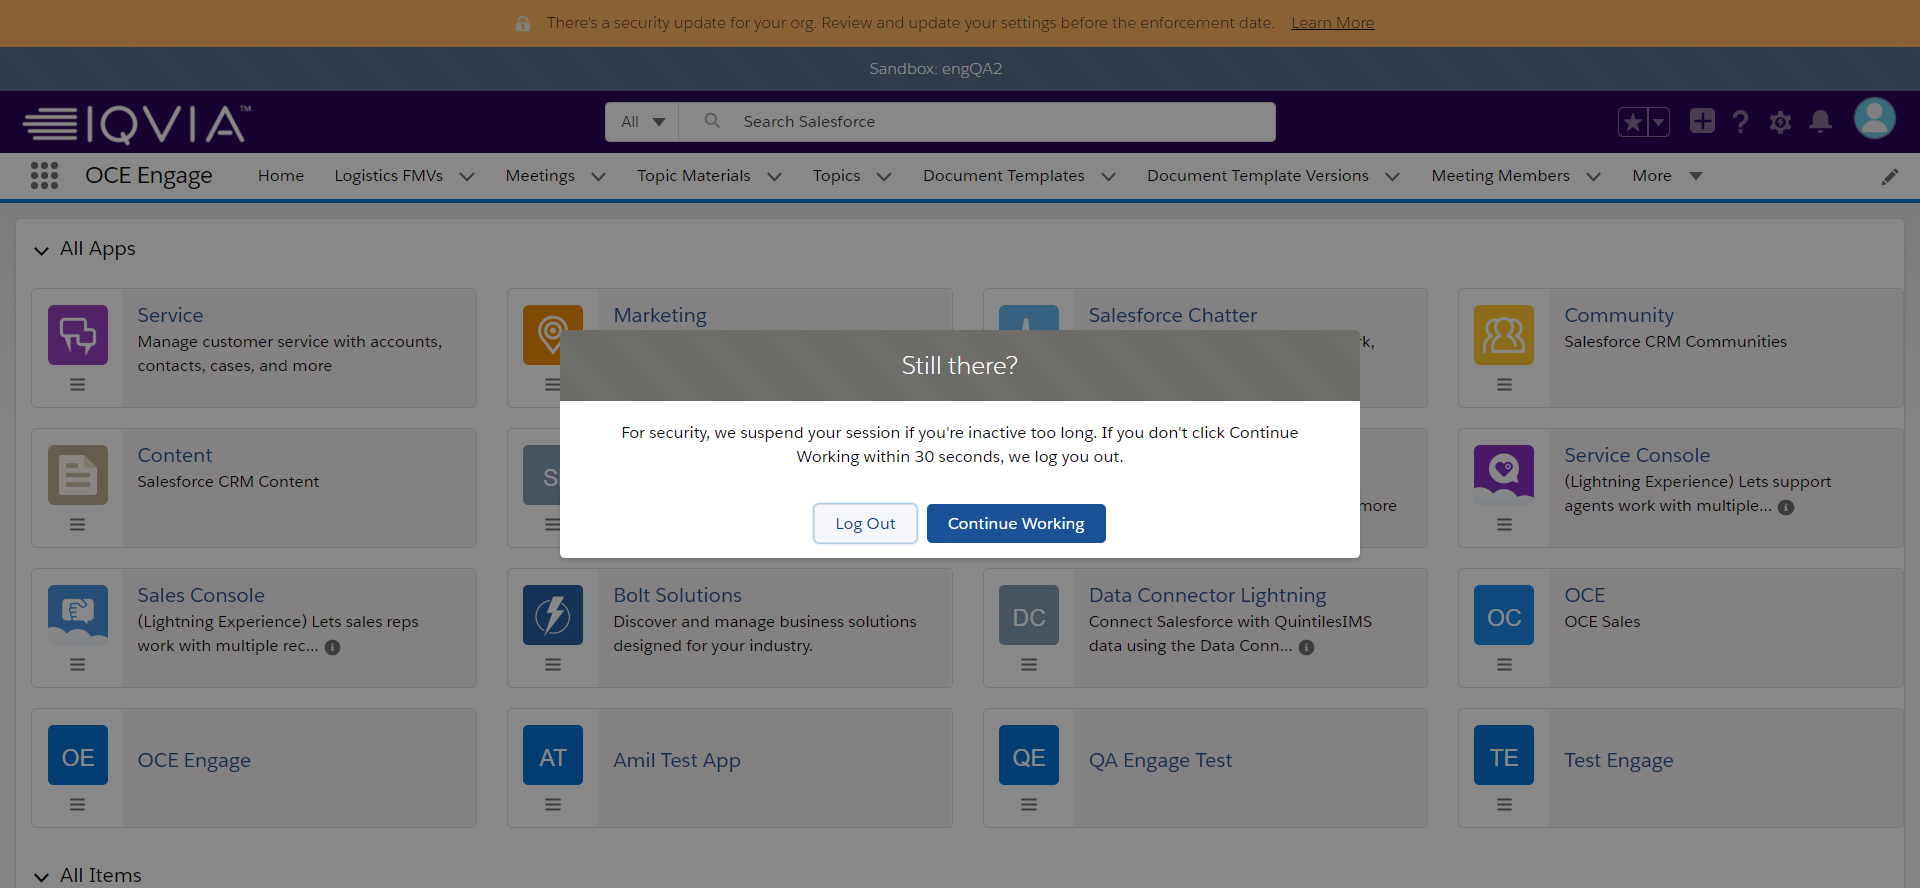 There's a security update for your org. Review and update your settings before the enforcement date. Learn More
Sandbox: engQA2
IQVIA™
All
Search Salesforce
OCE Engage
Home
Logistics FMVs
Meetings
Topic Materials
Topics
Document Templates
Document Template Versions
Meeting Members
More
All Apps
Service
Manage customer service with accounts,
contacts, cases, and more
Marketing
Salesforce Chatter
Community
Salesforce CRM Communities
Still there?
For security, we suspend your session if you're inactive too long. If you don't click Continue
Working within 30 seconds, we log you out.
Log Out
Continue Working
Content
Salesforce CRM Content
more
Service Console
(Lightning Experience) Lets support
agents work with multiple...
Sales Console
(Lightning Experience) Lets sales reps
work with multiple rec...
Bolt Solutions
Discover and manage business solutions
designed for your industry.
DC
Data Connector Lightning
Connect Salesforce with QuintilesIMS
data using the Data Conn...
OC
OCE
OCE Sales
OE
OCE Engage
AT
Amil Test App
QE
QA Engage Test
TE
Test Engage
All Items